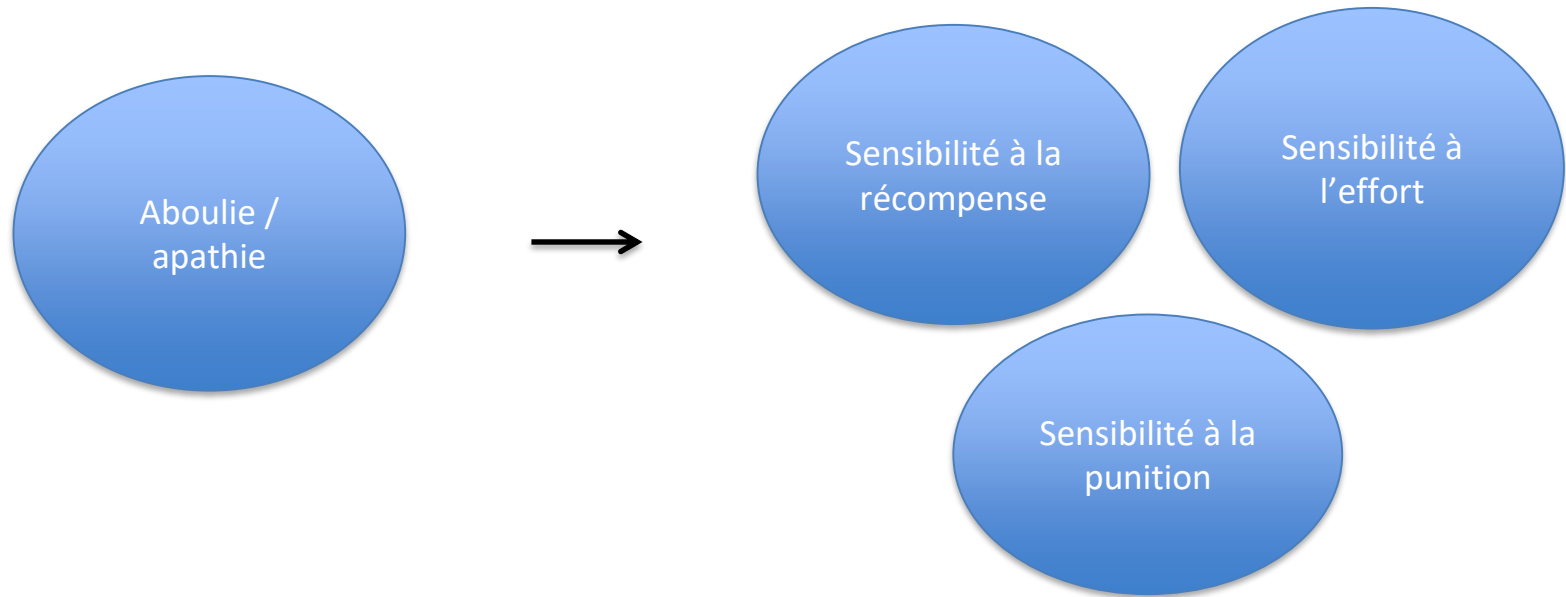 Aboulie /
apathie
Sensibilité à la
récompense
Sensibilité à
l’effort
Sensibilité à la
punition